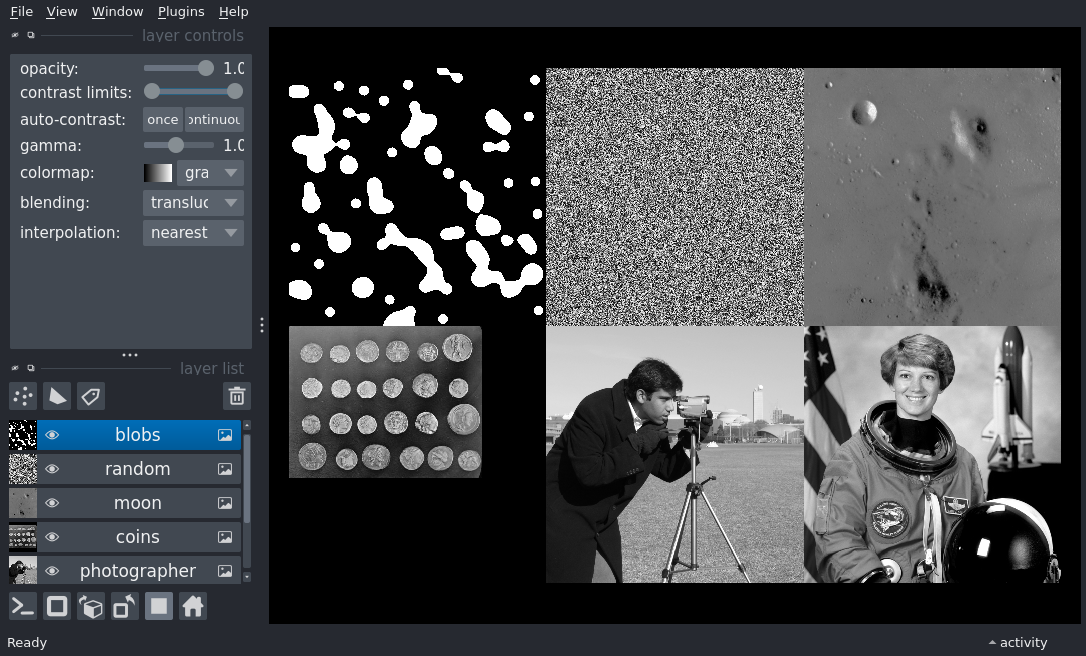 File View Window Plugins Help
layer controls
opacity: 1.0
contrast limits:
auto-contrast: once ontinuou
gamma: 1.0
colormap: gra
blending: transluc
interpolation: nearest
layer list
blobs
random
moon
coins
photographer
Ready
activity